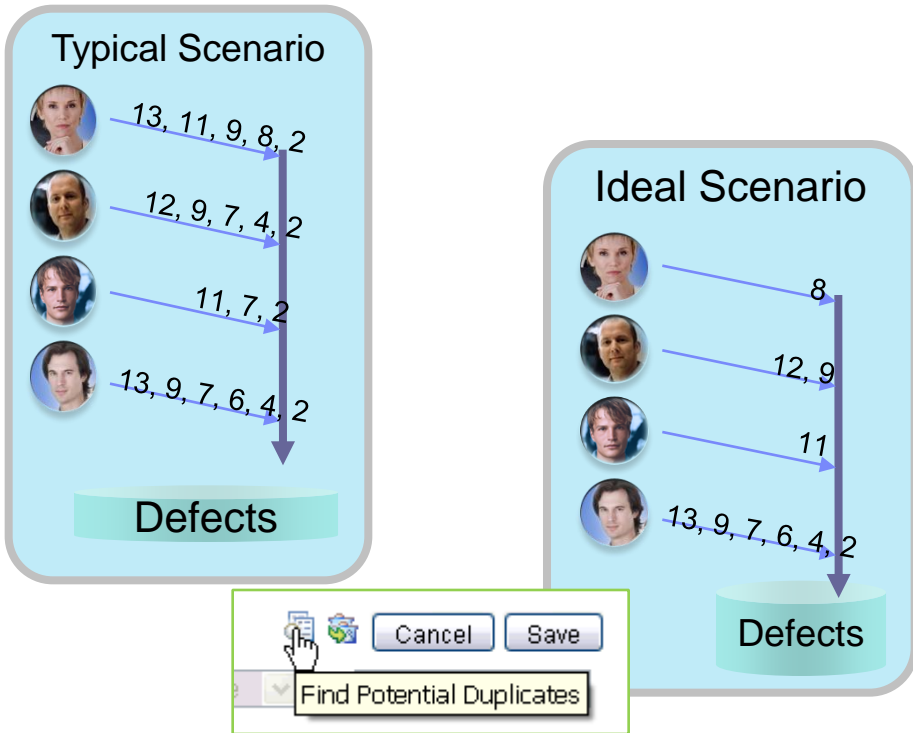 Typical Scenario
13, 11, 9, 8, 2
12, 9, 7, 4, 2
11, 7, 2
13, 9, 7, 6, 4, 2
Defects
Ideal Scenario
8
12, 9
11
13, 9, 7, 6, 4, 2
Defects
Cancel
Save
Find Potential Duplicates